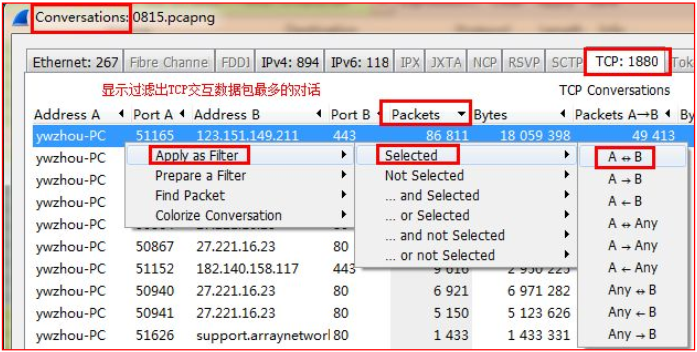 Conversations: 0815.pcapng
Ethernet: 267 Fibre Channe FDDI IPv4: 894 IPv6: 118 IPX JXTA NCP RSVP SCTP TCP: 1880 Tok
显示过滤出TCP交互数据包最多的对话
TCP Conversations
Address A Port A Address B Port B Packets Bytes Packets A→B By
ywzhou-PC 51165 123.151.149.211 443 86 811 18 059 398 49 413
ywzhou-PC Apply as Filter Selected A ↔ B
ywzhou-PC Prepare a Filter Not Selected A → B
ywzhou-PC Find Packet ... and Selected A ← B
ywzhou-PC Colorize Conversation ... or Selected A ↔ Any
ywzhou-PC 50867 27.221.16.23 80 ... and not Selected A → Any
ywzhou-PC 51152 182.140.158.117 443 ... or not Selected A ← Any
ywzhou-PC 50940 27.221.16.23 80 6 921 6 971 282 Any ↔ B
ywzhou-PC 50941 27.221.16.23 80 5 150 5 123 626 Any ← B
ywzhou-PC 51626 support.arraynetworl 80 1 433 1 433 331 Any → B